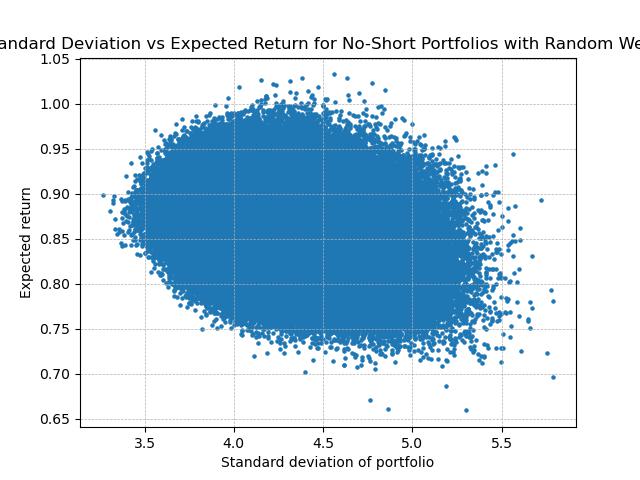 andard Deviation vs Expected Return for No-Short Portfolios with Random We
1.05
1.00
0.95
0.90
0.85
0.80
0.75
0.70
0.65
Expected return
3.5 4.0 4.5 5.0 5.5
Standard deviation of portfolio